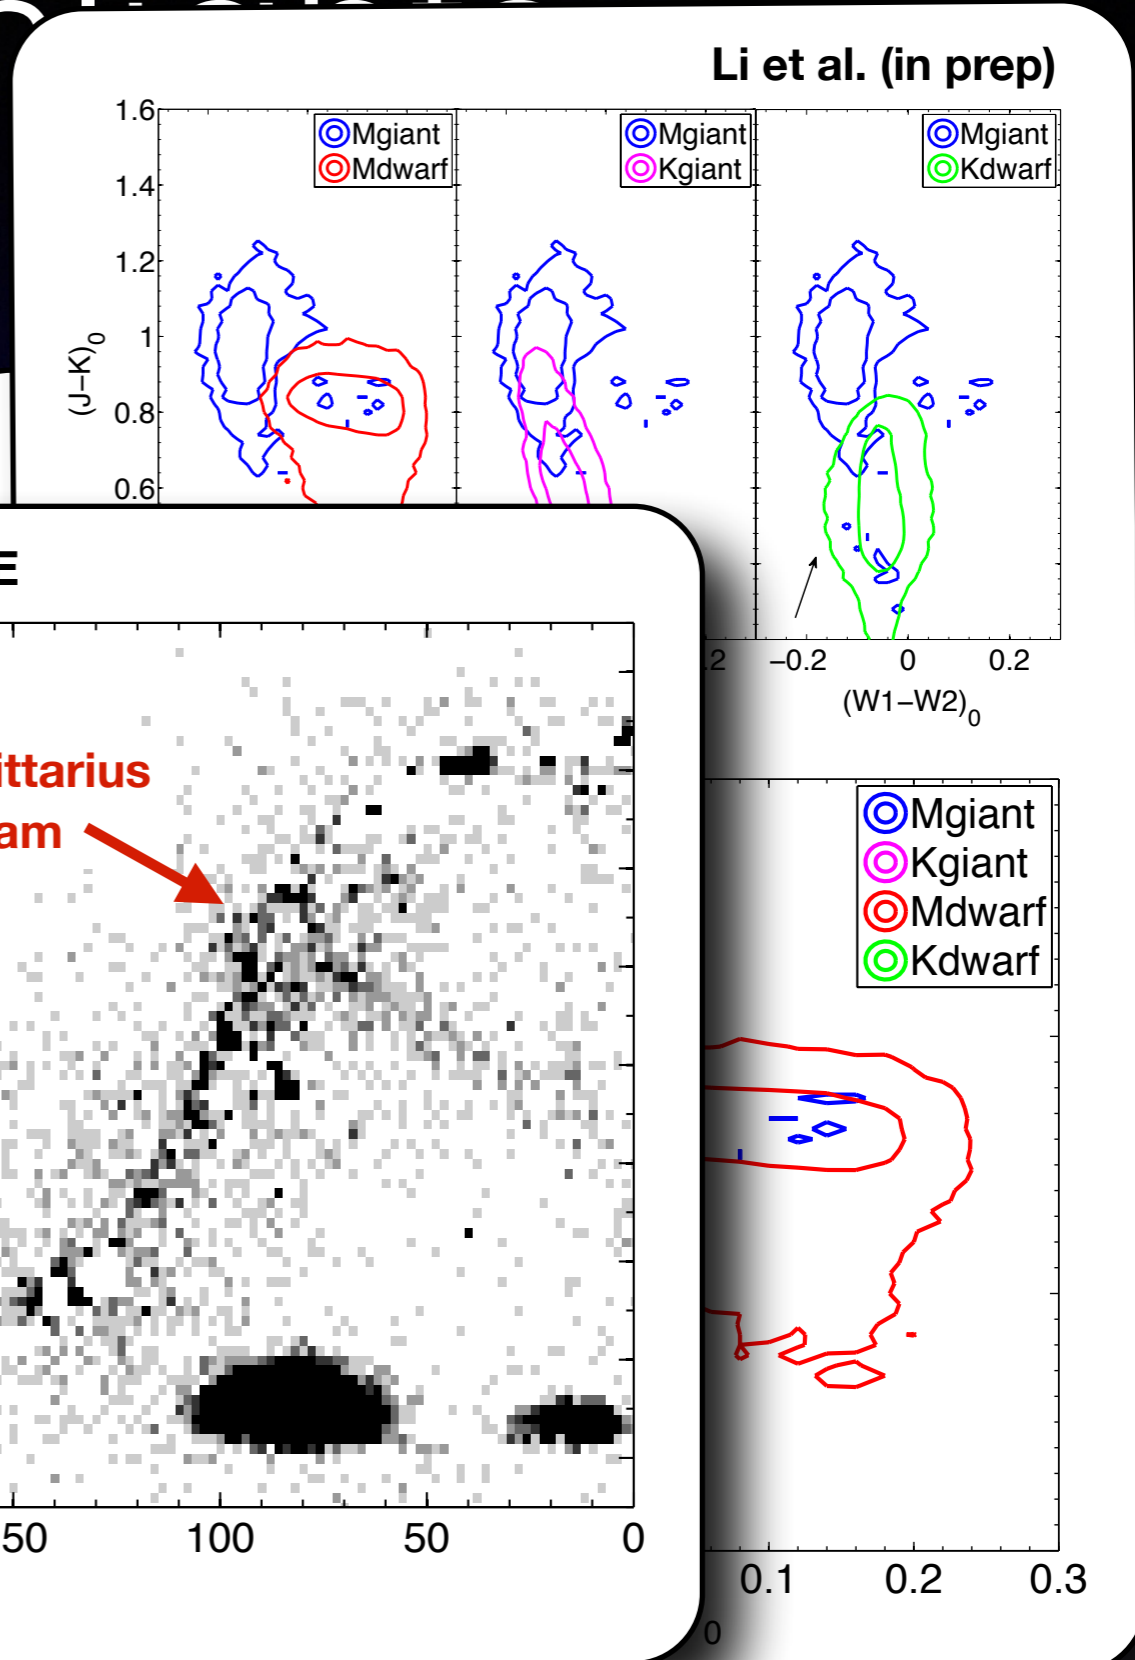 Li et al. (in prep)
1.6
1.4
1.2
1
0.8
0.6
(J−K)0
Mgiant
Mdwarf
Mgiant
Kgiant
Mgiant
Kdwarf
−0.2 0 0.2
(W1−W2)0
E
ittarius
am
50 100 50 0
Mgiant
Kgiant
Mdwarf
Kdwarf
0.1 0.2 0.3
0